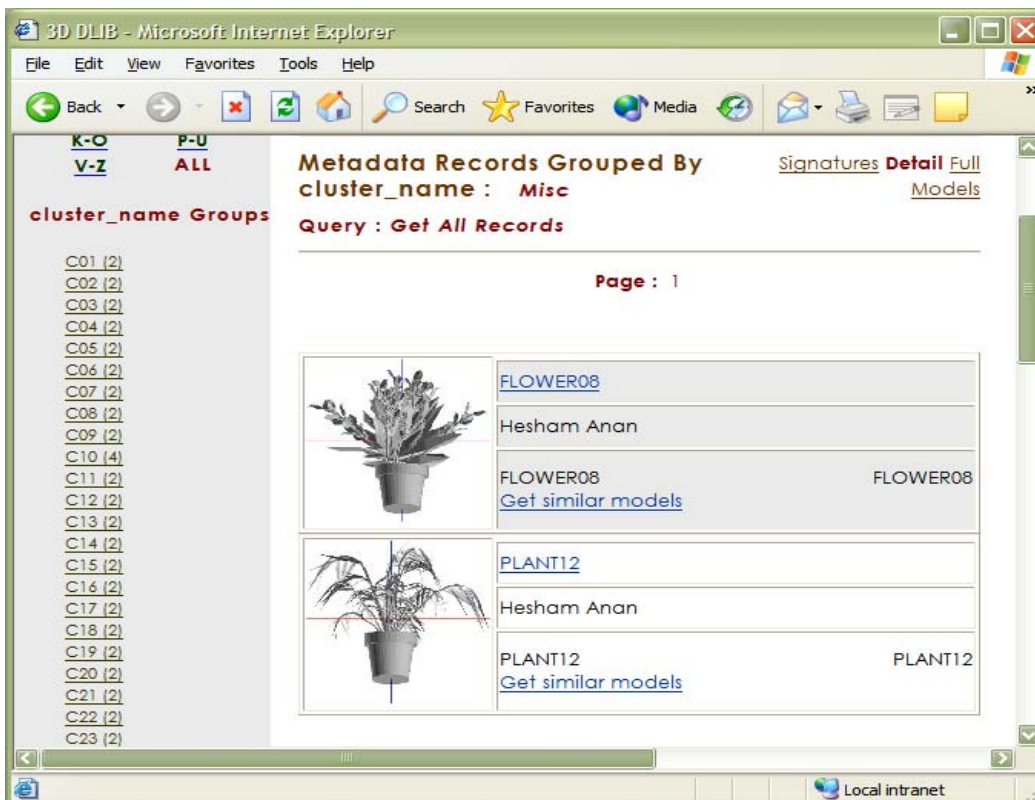 3D DLIB - Microsoft Internet Explorer
File Edit View Favorites Tools Help
Back Search Favorites Media
K-O P-U
V-Z ALL
cluster_name Groups
C01 (2)
C02 (2)
C03 (2)
C04 (2)
C05 (2)
C06 (2)
C07 (2)
C08 (2)
C09 (2)
C10 (4)
C11 (2)
C12 (2)
C13 (2)
C14 (2)
C15 (2)
C16 (2)
C17 (2)
C18 (2)
C19 (2)
C20 (2)
C21 (2)
C22 (2)
C23 (2)
Metadata Records Grouped By
cluster_name : Misc
Signatures Detail Full
Models
Query : Get All Records
Page : 1
FLOWER08
Hesham Anan
FLOWER08 FLOWER08
Get similar models
PLANT12
Hesham Anan
PLANT12 PLANT12
Get similar models
Local intranet